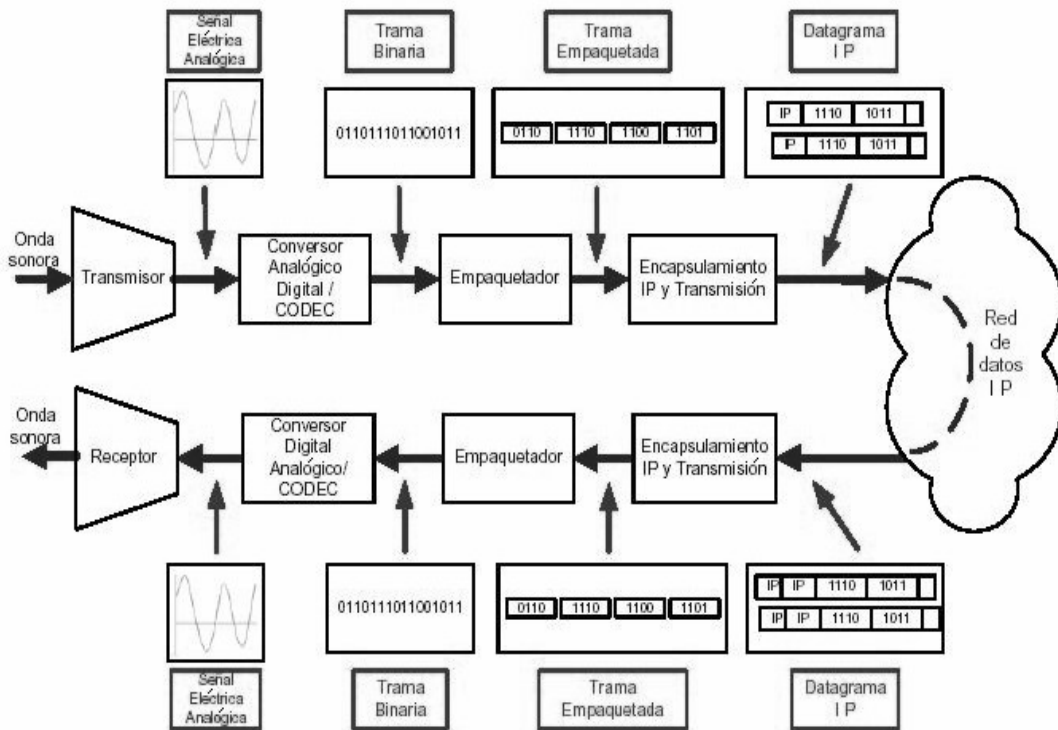 Señal
Eléctrica
Analógica
Trama
Binaria
Trama
Empaquetada
Datagrama
I P
0110111011001011
0110 1110 1100 1101
IP 1110 1011
IP 1110 1011
Onda
sonora
Transmisor
Conversor
Analógico
Digital /
CODEC
Empaquetador
Encapsulamiento
IP y Transmisión
Red
de
datos
I P
Onda
sonora
Receptor
Conversor
Digital
Analógico/
CODEC
Empaquetador
Encapsulamiento
IP y Transmisión
0110111011001011
0110 1110 1100 1101
IP IP 1110 1011
IP IP 1110 1011
Señal
Eléctrica
Analógica
Trama
Binaria
Trama
Empaquetada
Datagrama
I P